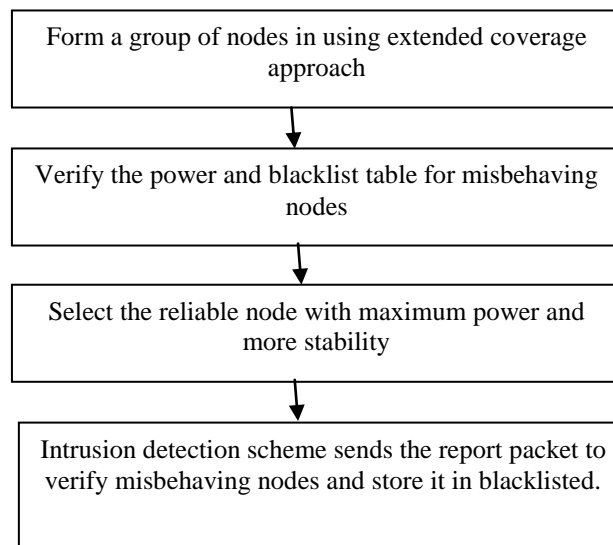 Form a group of nodes in using extended coverage
approach
Verify the power and blacklist table for misbehaving
nodes
Select the reliable node with maximum power and
more stability
Intrusion detection scheme sends the report packet to
verify misbehaving nodes and store it in blacklisted.